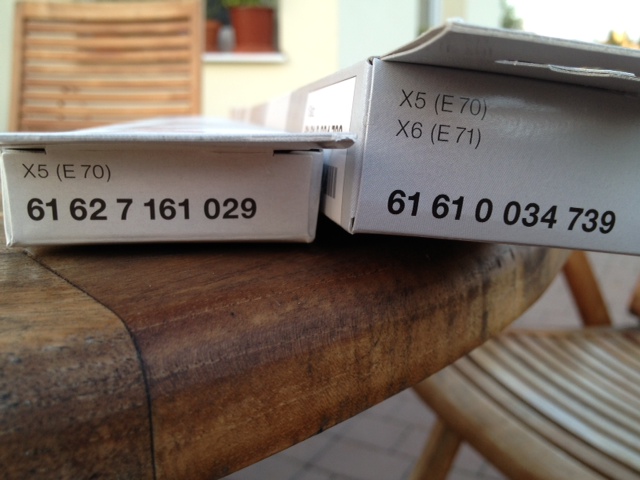 X5 (E 70)
61 62 7 161 029
X5 (E 70)
X6 (E 71)
61 61 0 034 739